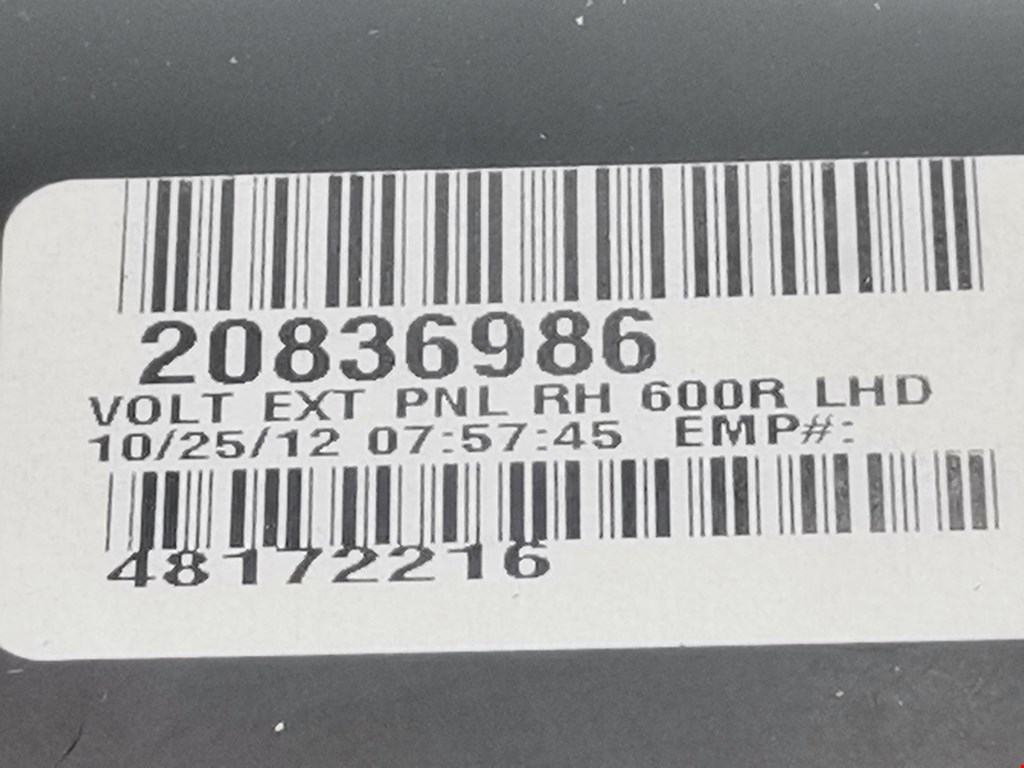 20836986
VOLT EXT PNL RH 600R LHD
10/25/12 07:57:45 EMP#:
48172216